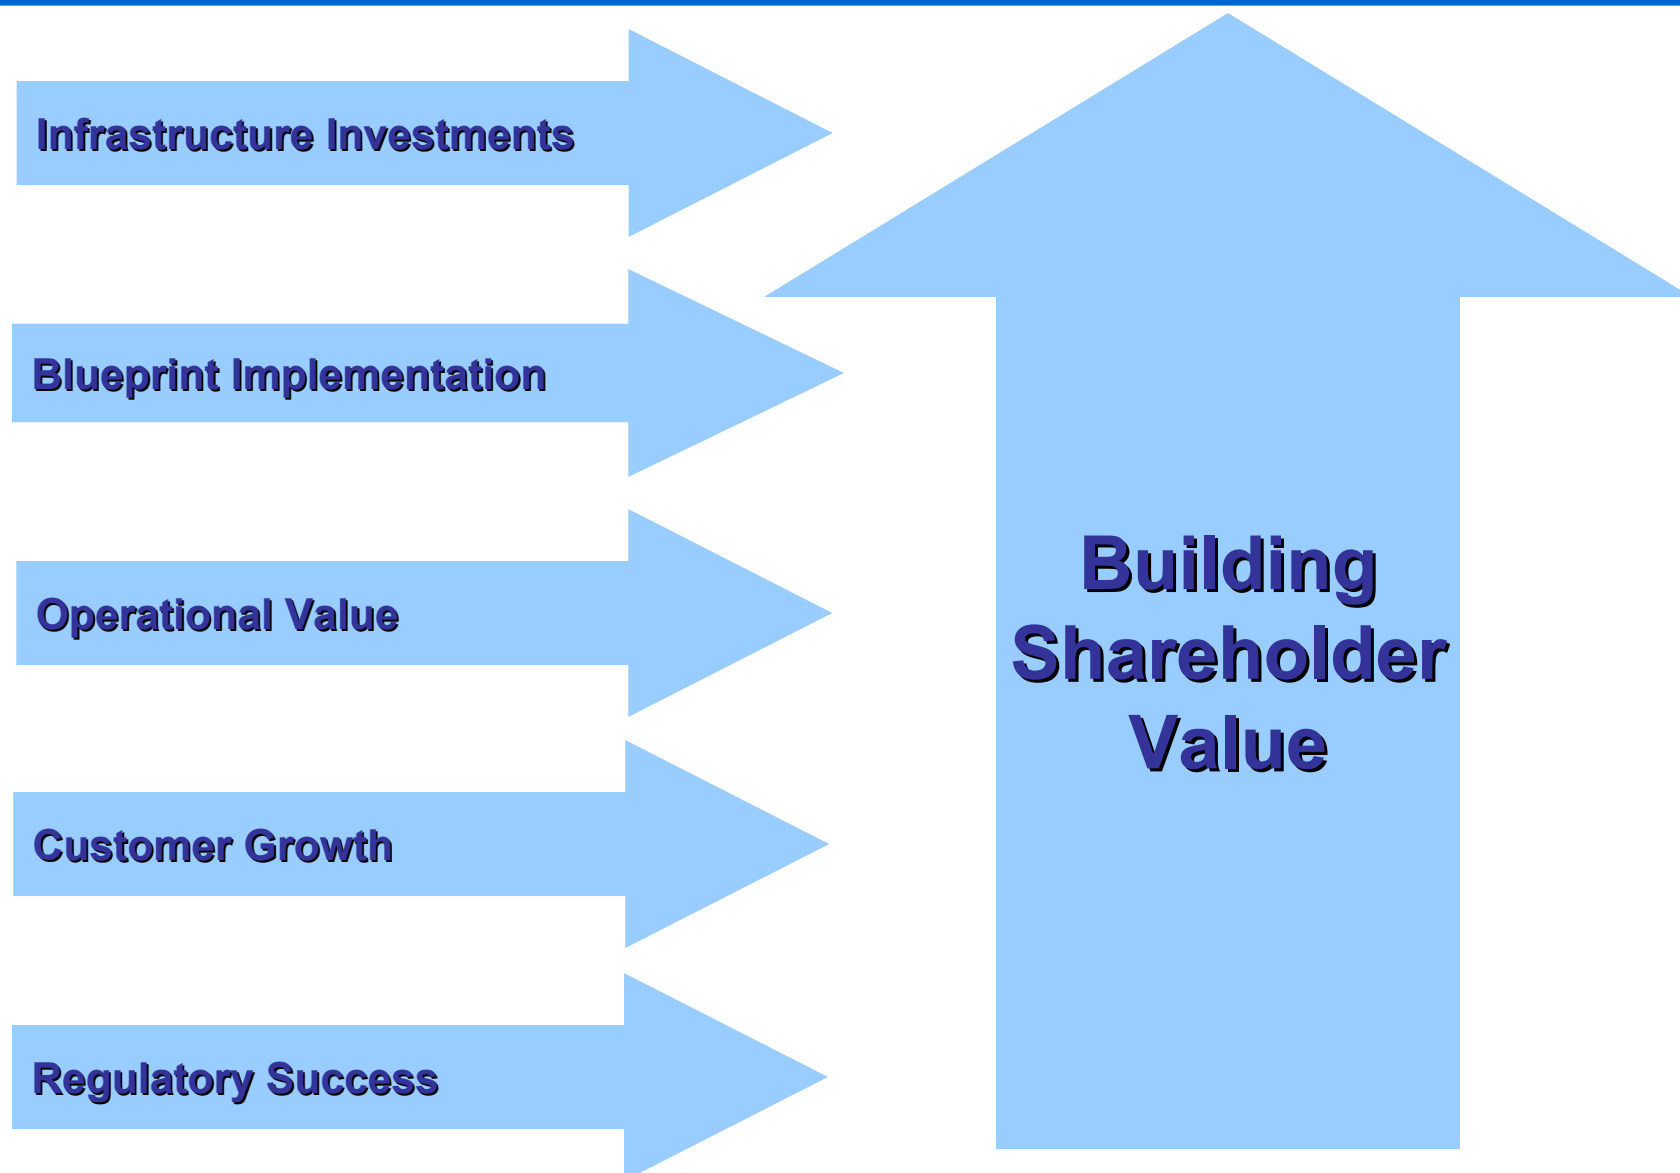 Infrastructure Investments
Blueprint Implementation
Operational Value
Customer Growth
Regulatory Success
Building
Shareholder
Value